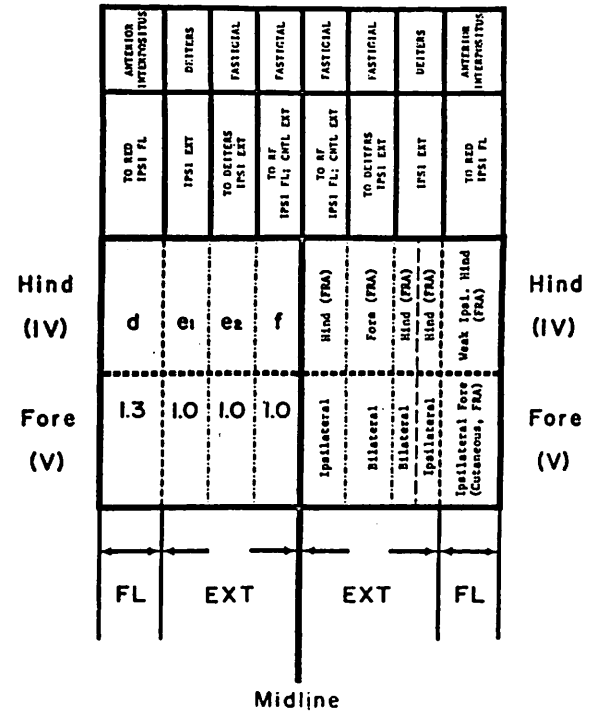 ANTERIOR
INTERPOSITUS
DEITERS
FASTIGIAL
FASTIGIAL
FASTIGIAL
FASTIGIAL
DEITERS
ANTERIOR
INTERPOSITUS
TO RED
IPSI FL
IPSI EXT
TO DEITERS
IPSI EXT
TO RF
IPSI FL; CNTL EXT
TO RF
IPSI FL; CNTL EXT
TO DEITERS
IPSI EXT
IPSI EXT
TO RED
IPSI FL
Hind
(IV)
d
e1
e2
f
Hind (FRA)
Fore (FRA)
Hind (FRA)
Hind (FRA)
Weak Ipsi. Hind
(FRA)
Hind
(IV)
Fore
(V)
1.3
1.0
1.0
1.0
Ipsilateral
Bilateral
Bilateral
Ipsilateral
Ipsilateral Fore
(Cutaneous, FRA)
Fore
(V)
FL
EXT
EXT
FL
Midline